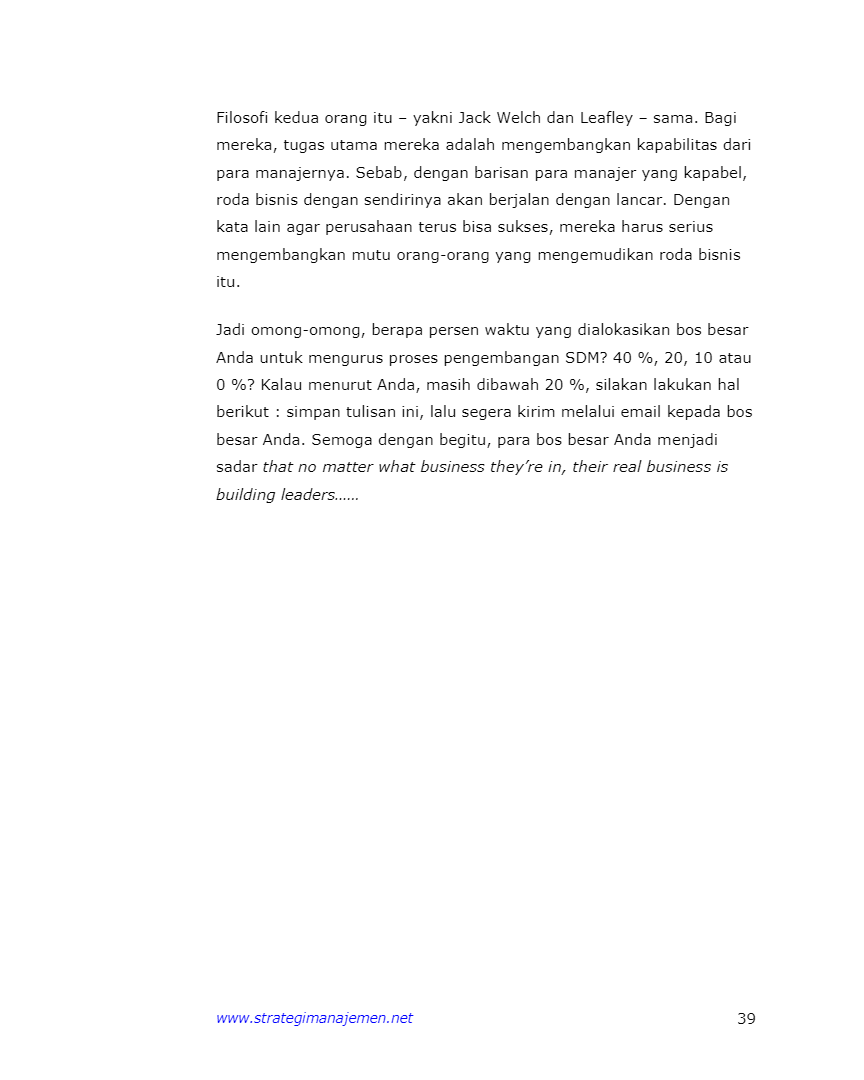 Filosofi kedua orang itu – yakni Jack Welch dan Leafley – sama. Bagi
mereka, tugas utama mereka adalah mengembangkan kapabilitas dari
para manajernya. Sebab, dengan barisan para manajer yang kapabel,
roda bisnis dengan sendirinya akan berjalan dengan lancar. Dengan
kata lain agar perusahaan terus bisa sukses, mereka harus serius
mengembangkan mutu orang-orang yang mengemudikan roda bisnis
itu.
Jadi omong-omong, berapa persen waktu yang dialokasikan bos besar
Anda untuk mengurus proses pengembangan SDM? 40 %, 20, 10 atau
0 %? Kalau menurut Anda, masih dibawah 20 %, silakan lakukan hal
berikut : simpan tulisan ini, lalu segera kirim melalui email kepada bos
besar Anda. Semoga dengan begitu, para bos besar Anda menjadi
sadar that no matter what business they’re in, their real business is
building leaders……
www.strategimanajemen.net 39